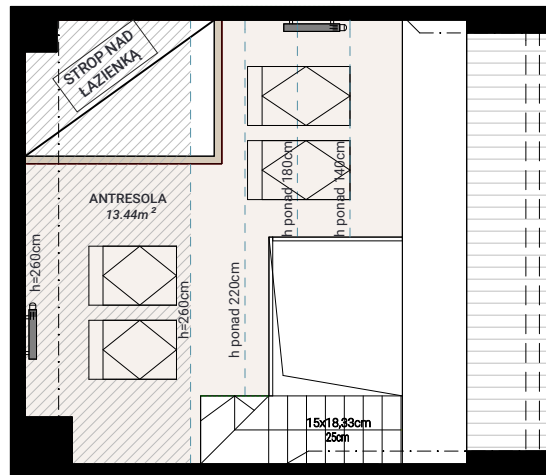 STROP NAD
ŁAZIENKĄ
h ponad 180cm
h ponad 140cm
ANTRESOLA
13.44m²
h=260cm
h=260cm
h ponad 220cm
15x18,33cm
25cm